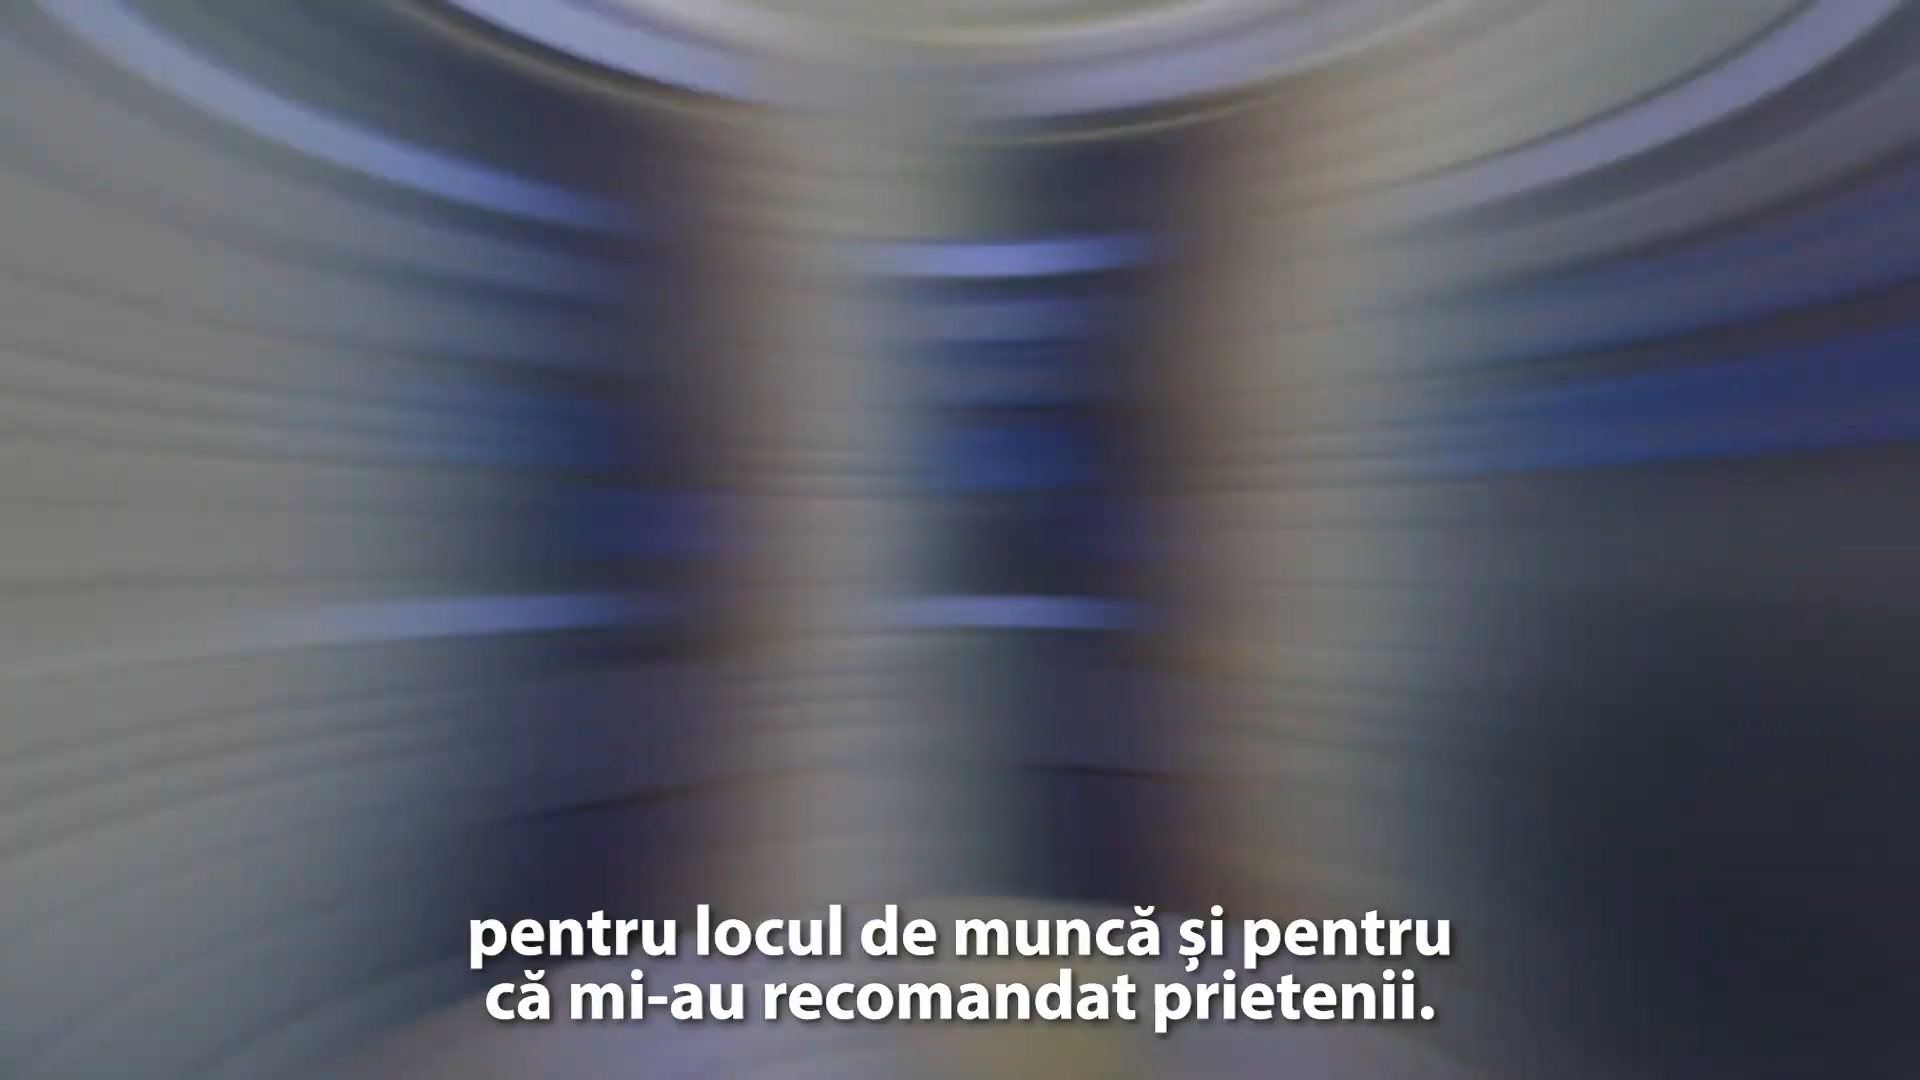 pentru locul de muncă și pentru
că mi-au recomandat prietenii.